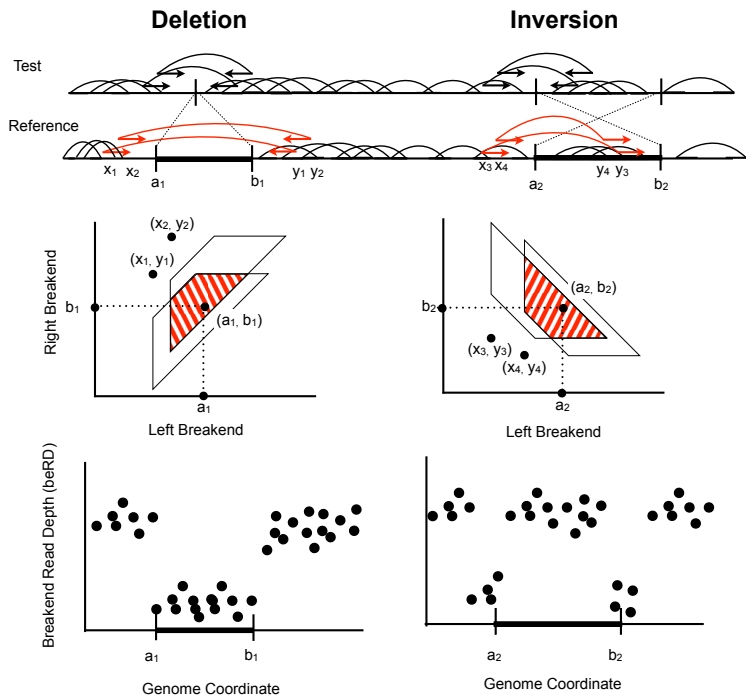 Deletion
Inversion
Test
Reference
x1 x2
a1
b1
y1 y2
x3 x4
a2
y4 y3
b2
Right Breakend
(x2, y2)
(x1, y1)
b1
(a1, b1)
a1
Left Breakend
b2
(a2, b2)
(x3, y3)
(x4, y4)
a2
Left Breakend
Breakend Read Depth (beRD)
a1
b1
Genome Coordinate
a2
b2
Genome Coordinate